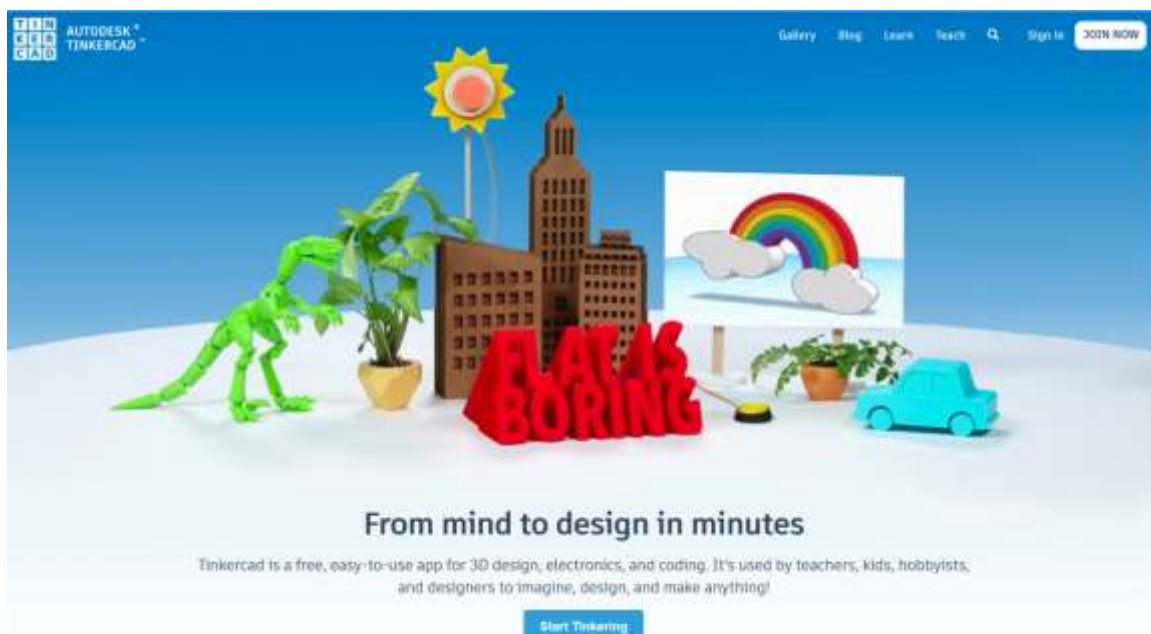 TIN
KER
CAD
AUTODESK®
TINKERCAD™
Gallery Blog Learn Teach Sign In JOIN NOW
FLAT IS
BORING
From mind to design in minutes
Tinkercad is a free, easy-to-use app for 3D design, electronics, and coding. It's used by teachers, kids, hobbyists,
and designers to imagine, design, and make anything!
Start Tinkering